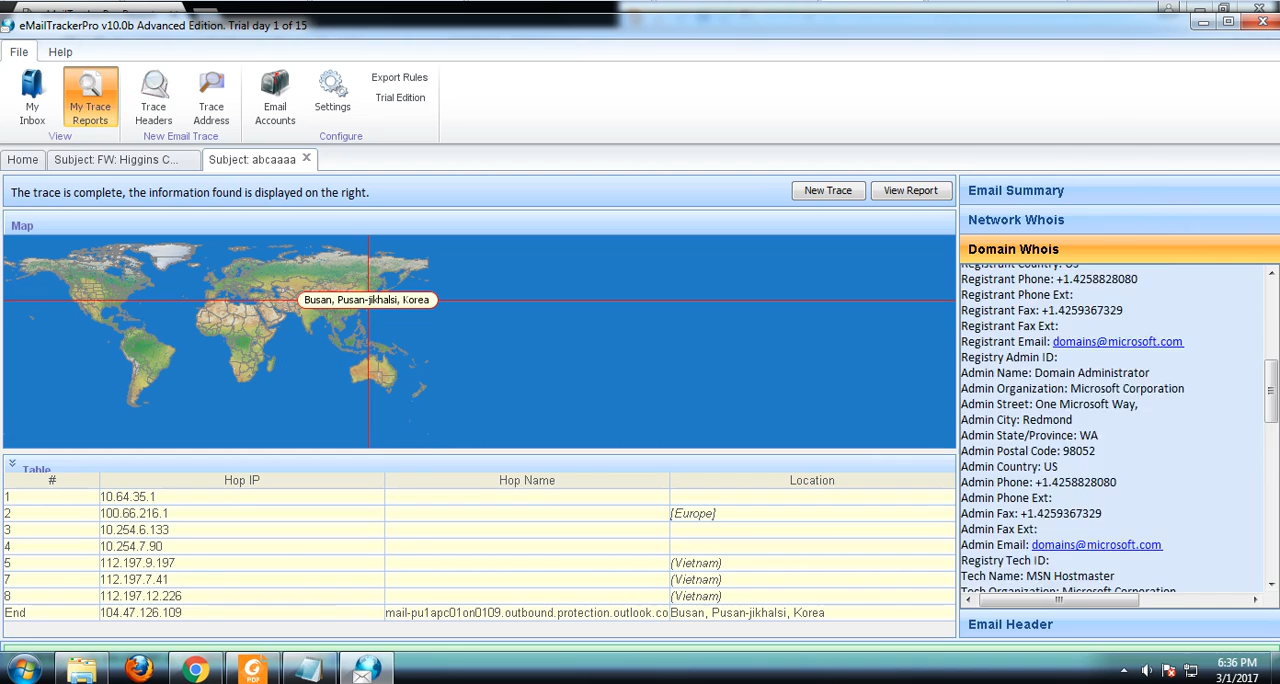 eMailTrackerPro v10.0b Advanced Edition. Trial day 1 of 15
File Help
My Inbox
My Trace Reports
Trace Headers
Trace Address
Email Accounts
Settings
Export Rules
Trial Edition
View
New Email Trace
Configure
Home
Subject: FW: Higgins C...
Subject: abcaaaa
The trace is complete, the information found is displayed on the right.
New Trace
View Report
Map
Busan, Pusan-jikhalsi, Korea
Table
# Hop IP Hop Name Location
1 10.64.35.1
2 100.66.216.1 [Europe]
3 10.254.6.133
4 10.254.7.90
5 112.197.9.197 (Vietnam)
7 112.197.7.41 (Vietnam)
8 112.197.12.226 (Vietnam)
End 104.47.126.109 mail-pu1apc01on0109.outbound.protection.outlook.co Busan, Pusan-jikhalsi, Korea
Email Summary
Network Whois
Domain Whois
Registrant Country: US
Registrant Phone: +1.4258828080
Registrant Phone Ext:
Registrant Fax: +1.4259367329
Registrant Fax Ext:
Registrant Email: domains@microsoft.com
Registry Admin ID:
Admin Name: Domain Administrator
Admin Organization: Microsoft Corporation
Admin Street: One Microsoft Way,
Admin City: Redmond
Admin State/Province: WA
Admin Postal Code: 98052
Admin Country: US
Admin Phone: +1.4258828080
Admin Phone Ext:
Admin Fax: +1.4259367329
Admin Fax Ext:
Admin Email: domains@microsoft.com
Registry Tech ID:
Tech Name: MSN Hostmaster
Tech Organization: Microsoft Corporation
Email Header
PDF
6:36 PM
3/1/2017